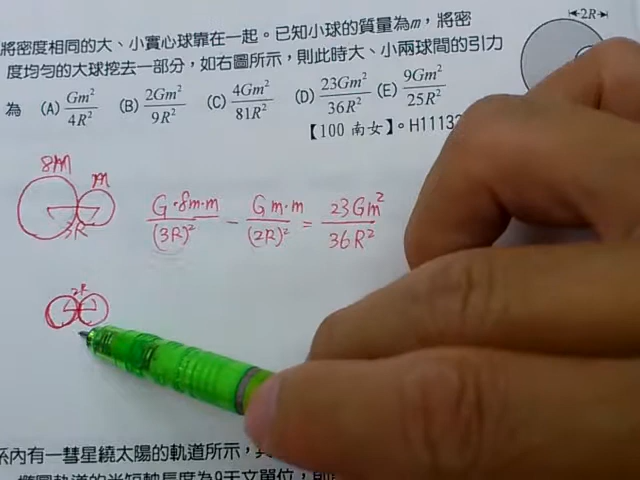 將密度相同的大、小實心球靠在一起。已知小球的質量為m,將密
度均勻的大球挖去一部分,如右圖所示,則此時大、小兩球間的引力
為 (A) Gm²/4R² (B) 2Gm²/9R² (C) 4Gm²/81R² (D) 23Gm²/36R² (E) 9Gm²/25R²
【100 南女】。H1113
2R
8m m
3R
G·8m·m/(3R)² - Gm·m/(2R)² = 23Gm²/36R²
2R
系內有一彗星繞太陽的軌道所示,
橢圓軌道的半短軸長度為9天文單位,